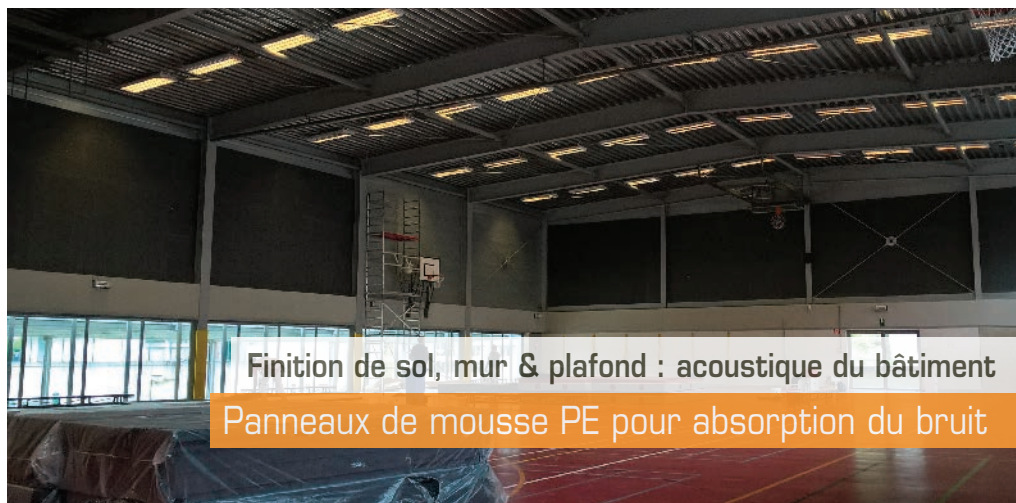 Finition de sol, mur & plafond : acoustique du bâtiment
Panneaux de mousse PE pour absorption du bruit